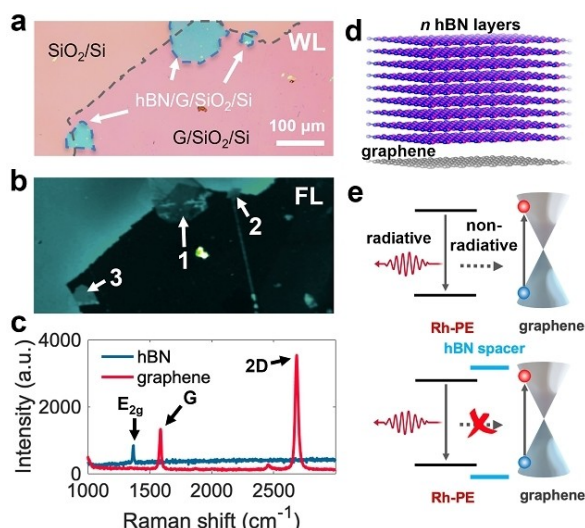 a
SiO₂/Si
WL
hBN/G/SiO₂/Si
G/SiO₂/Si
100 µm
b
FL
1
2
3
c
4000
2000
0
Intensity (a.u.)
hBN
graphene
E₂g
G
2D
1000
1500
2000
2500
Raman shift (cm⁻¹)
d
n hBN layers
graphene
e
radiative
non-
radiative
Rh-PE
graphene
hBN spacer
Rh-PE
graphene